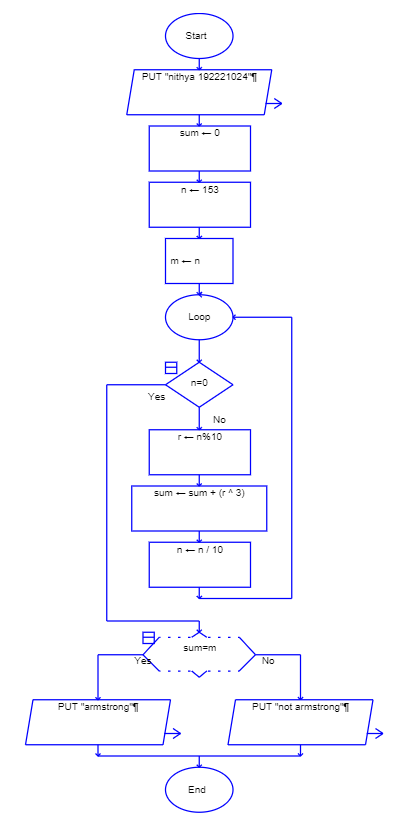 Start
PUT "nithya 192221024"¶
sum ← 0
n ← 153
m ← n
Loop
n=0
Yes
No
r ← n%10
sum ← sum + (r ^ 3)
n ← n / 10
sum=m
Yes
No
PUT "armstrong"¶
PUT "not armstrong"¶
End